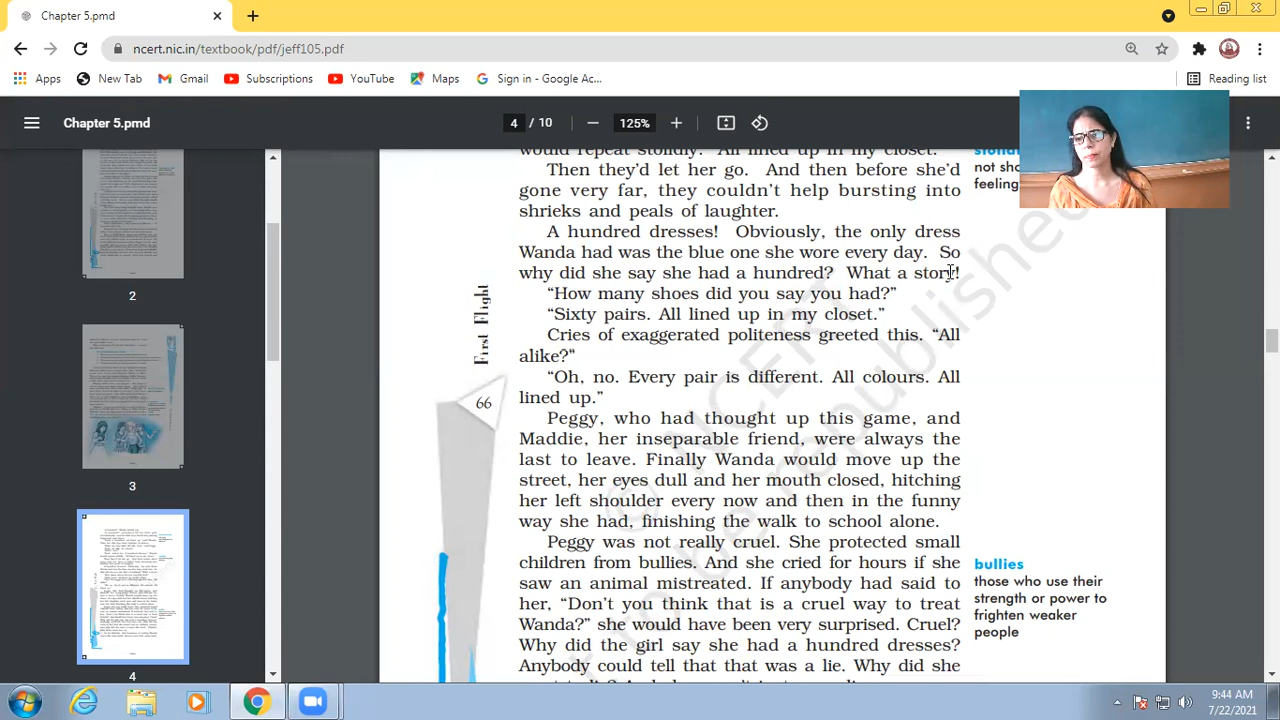 Chapter 5.pmd
ncert.nic.in/textbook/pdf/jeff105.pdf
Apps
New Tab
Gmail
Subscriptions
YouTube
Maps
Sign in - Google Ac...
Reading list
Chapter 5.pmd
4 / 10
125%
2
3
4
First Flight
66
Then they'd let her go. And then before she'd
gone very far, they couldn't help bursting into
shrieks and peals of laughter.
A hundred dresses! Obviously, the only dress
Wanda had was the blue one she wore every day. So
why did she say she had a hundred? What a story!
“How many shoes did you say you had?”
“Sixty pairs. All lined up in my closet.”
Cries of exaggerated politeness greeted this. “All
alike?”
“Oh, no. Every pair is different. All colours. All
lined up.”
Peggy, who had thought up this game, and
Maddie, her inseparable friend, were always the
last to leave. Finally Wanda would move up the
street, her eyes dull and her mouth closed, hitching
her left shoulder every now and then in the funny
way she had, finishing the walk to school alone.
Peggy was not really cruel. She protected small
children from bullies. And she cried for hours if she
saw an animal mistreated. If anybody had said to
her, “Don't you think that is a cruel way to treat
Wanda?” she would have been very surprised. Cruel?
Why did the girl say she had a hundred dresses?
Anybody could tell that that was a lie. Why did she
not
feeling
bullies
those who use their
strength or power to
frighten weaker
people
9:44 AM
7/22/2021